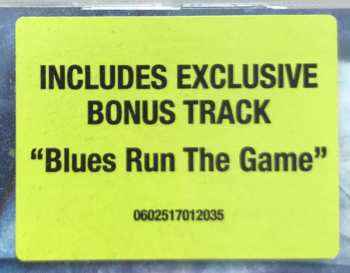 INCLUDES EXCLUSIVE
BONUS TRACK
“Blues Run The Game”
0602517012035